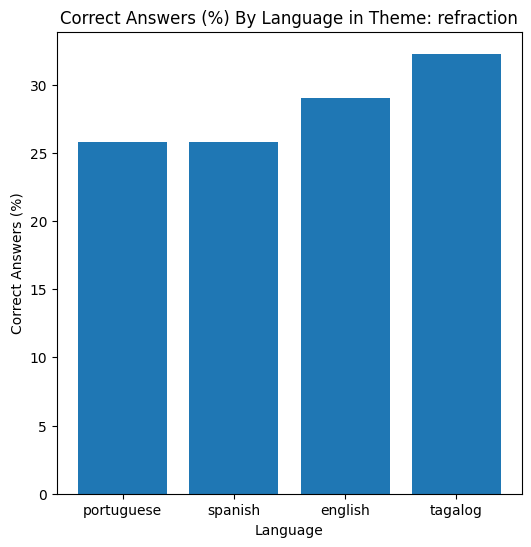 Correct Answers (%) By Language in Theme: refraction
Correct Answers (%)
30
25
20
15
10
5
0
portuguese spanish english tagalog
Language